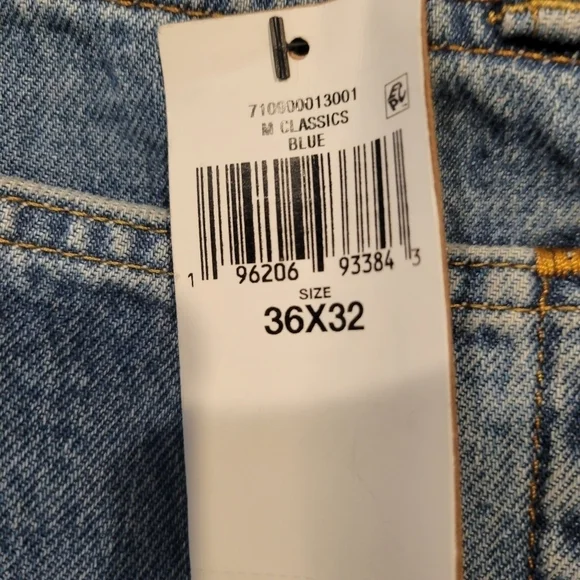 710900013001
M CLASSICS
BLUE
1 96206 93384 3
SIZE
36X32